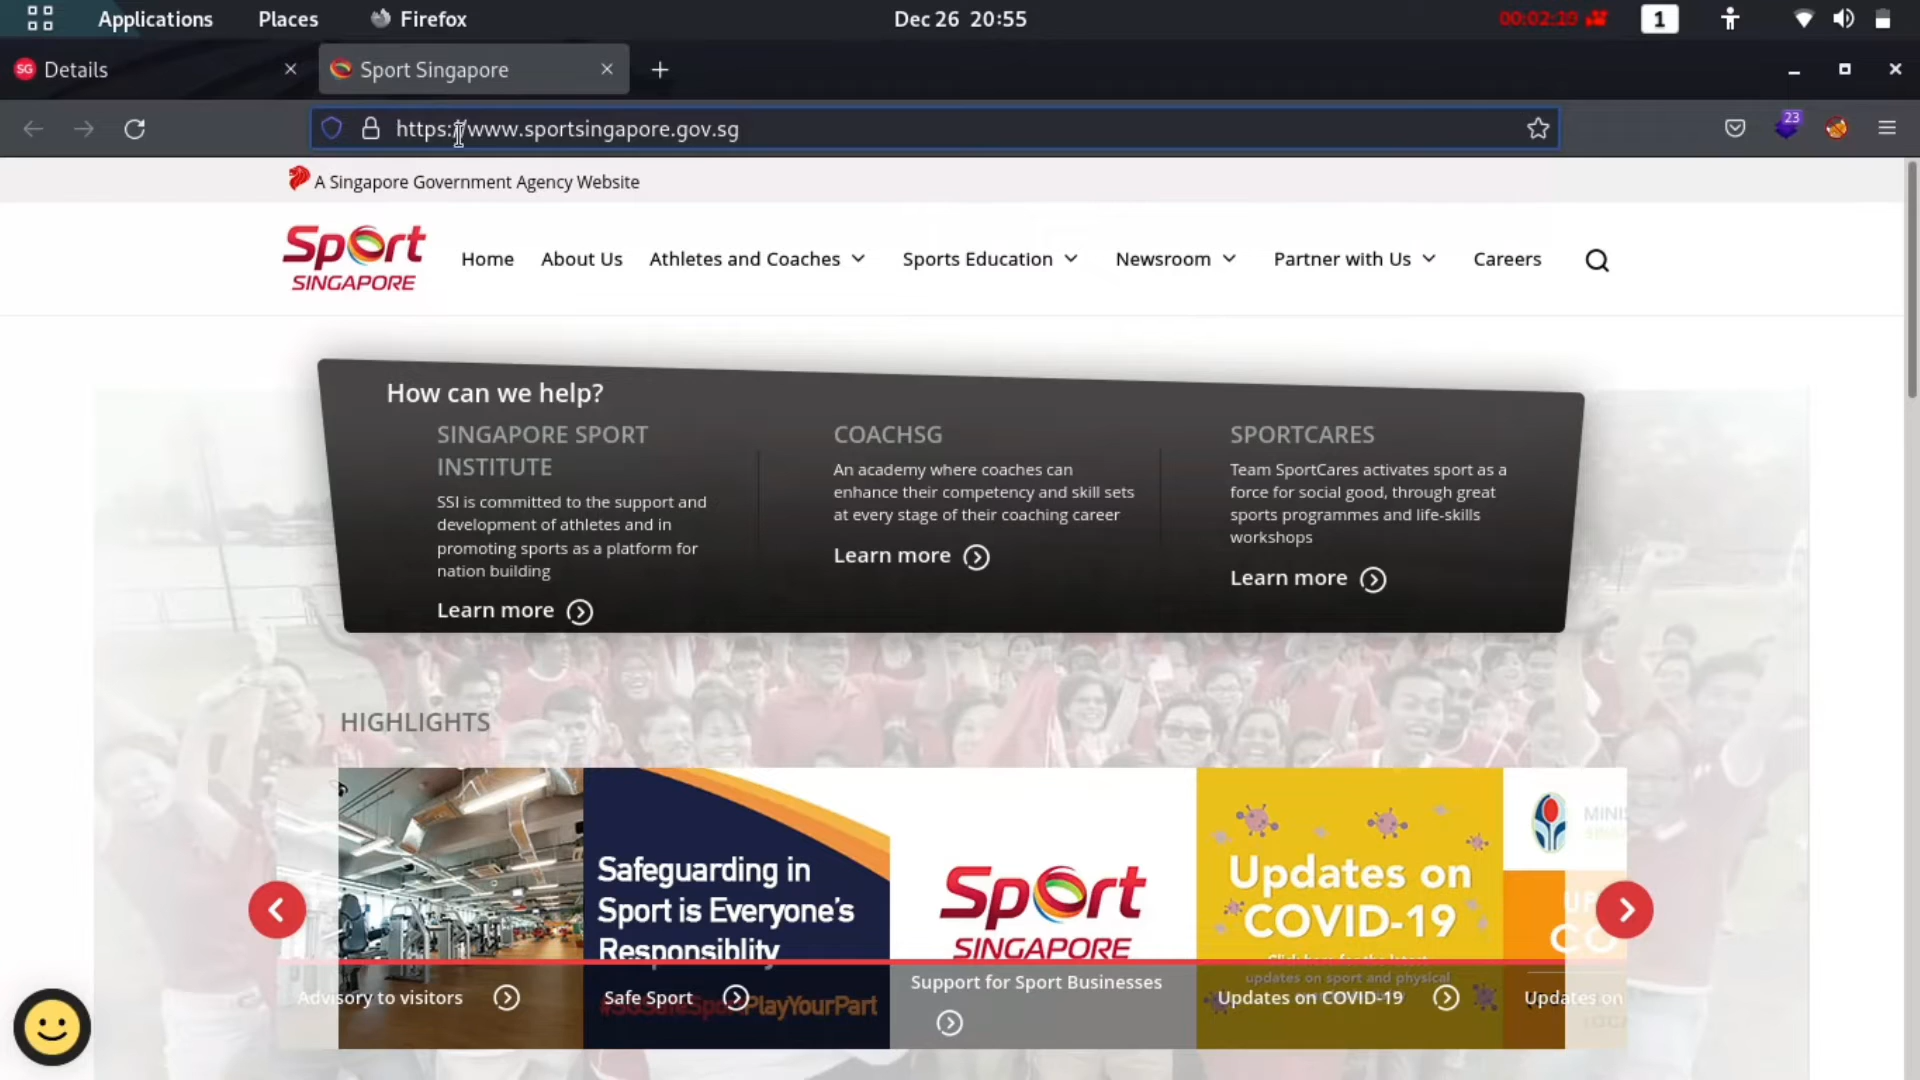 Applications Places Firefox Dec 26 20:55 00:02:19 1
Details Sport Singapore
https://www.sportsingapore.gov.sg 23
A Singapore Government Agency Website
Sport
SINGAPORE
Home About Us Athletes and Coaches Sports Education Newsroom Partner with Us Careers
How can we help?
SINGAPORE SPORT
INSTITUTE
SSI is committed to the support and
development of athletes and in
promoting sports as a platform for
nation building
Learn more
COACHSG
An academy where coaches can
enhance their competency and skill sets
at every stage of their coaching career
Learn more
SPORTCARES
Team SportCares activates sport as a
force for social good, through great
sports programmes and life-skills
workshops
Learn more
HIGHLIGHTS
Advisory to visitors
Safeguarding in
Sport is Everyone's
Responsiblity
PlayYourPart
Safe Sport
Sport
SINGAPORE
Support for Sport Businesses
Updates on
COVID-19
updates on sport and physical
Updates on COVID-19
UP
CO
Updates on